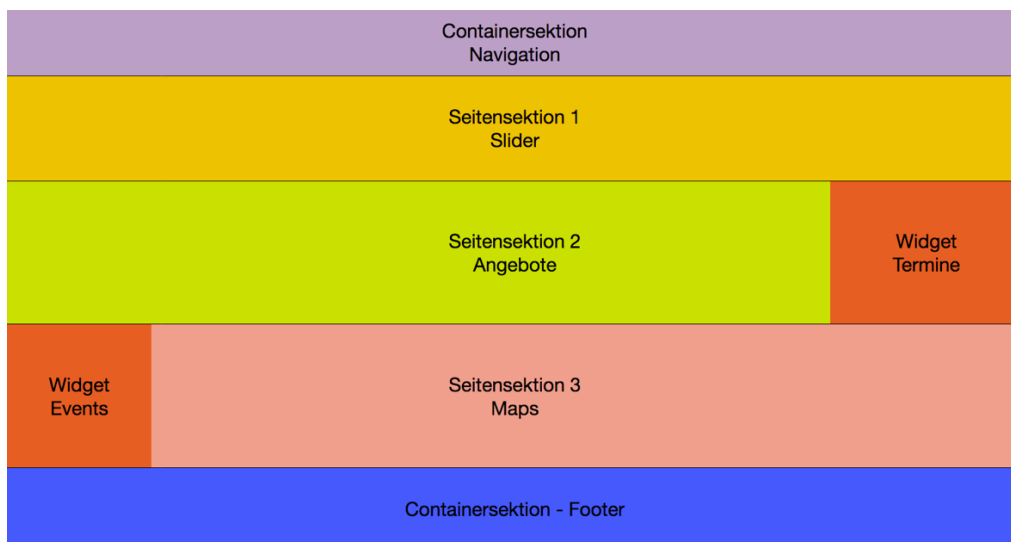 Containersektion
Navigation
Seitensektion 1
Slider
Seitensektion 2
Angebote
Widget
Termine
Widget
Events
Seitensektion 3
Maps
Containersektion - Footer